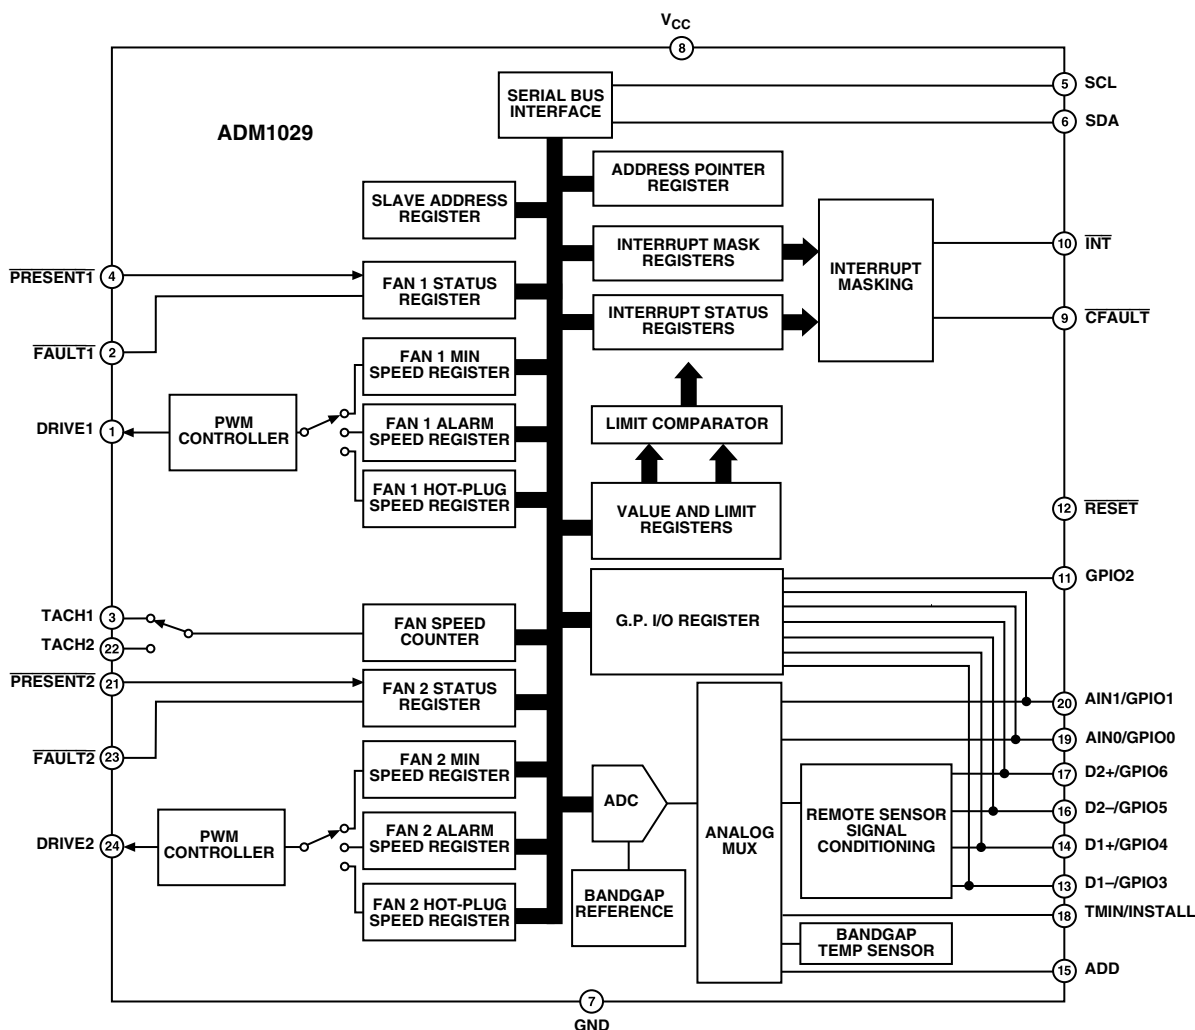 VCC
8
SERIAL BUS
INTERFACE
5
SCL
6
SDA
ADM1029
ADDRESS POINTER
REGISTER
SLAVE ADDRESS
REGISTER
INTERRUPT MASK
REGISTERS
INTERRUPT
MASKING
10
INT
PRESENT1
4
FAN 1 STATUS
REGISTER
INTERRUPT STATUS
REGISTERS
9
CFAULT
FAULT1
2
FAN 1 MIN
SPEED REGISTER
DRIVE1
1
PWM
CONTROLLER
FAN 1 ALARM
SPEED REGISTER
LIMIT COMPARATOR
FAN 1 HOT-PLUG
SPEED REGISTER
VALUE AND LIMIT
REGISTERS
12
RESET
11
GPIO2
TACH1
3
TACH2
22
FAN SPEED
COUNTER
G.P. I/O REGISTER
PRESENT2
21
FAN 2 STATUS
REGISTER
20
AIN1/GPIO1
19
AIN0/GPIO0
FAULT2
23
FAN 2 MIN
SPEED REGISTER
17
D2+/GPIO6
ADC
16
D2–/GPIO5
DRIVE2
24
PWM
CONTROLLER
FAN 2 ALARM
SPEED REGISTER
ANALOG
MUX
REMOTE SENSOR
SIGNAL
CONDITIONING
14
D1+/GPIO4
13
D1–/GPIO3
FAN 2 HOT-PLUG
SPEED REGISTER
BANDGAP
REFERENCE
18
TMIN/INSTALL
BANDGAP
TEMP SENSOR
15
ADD
7
GND